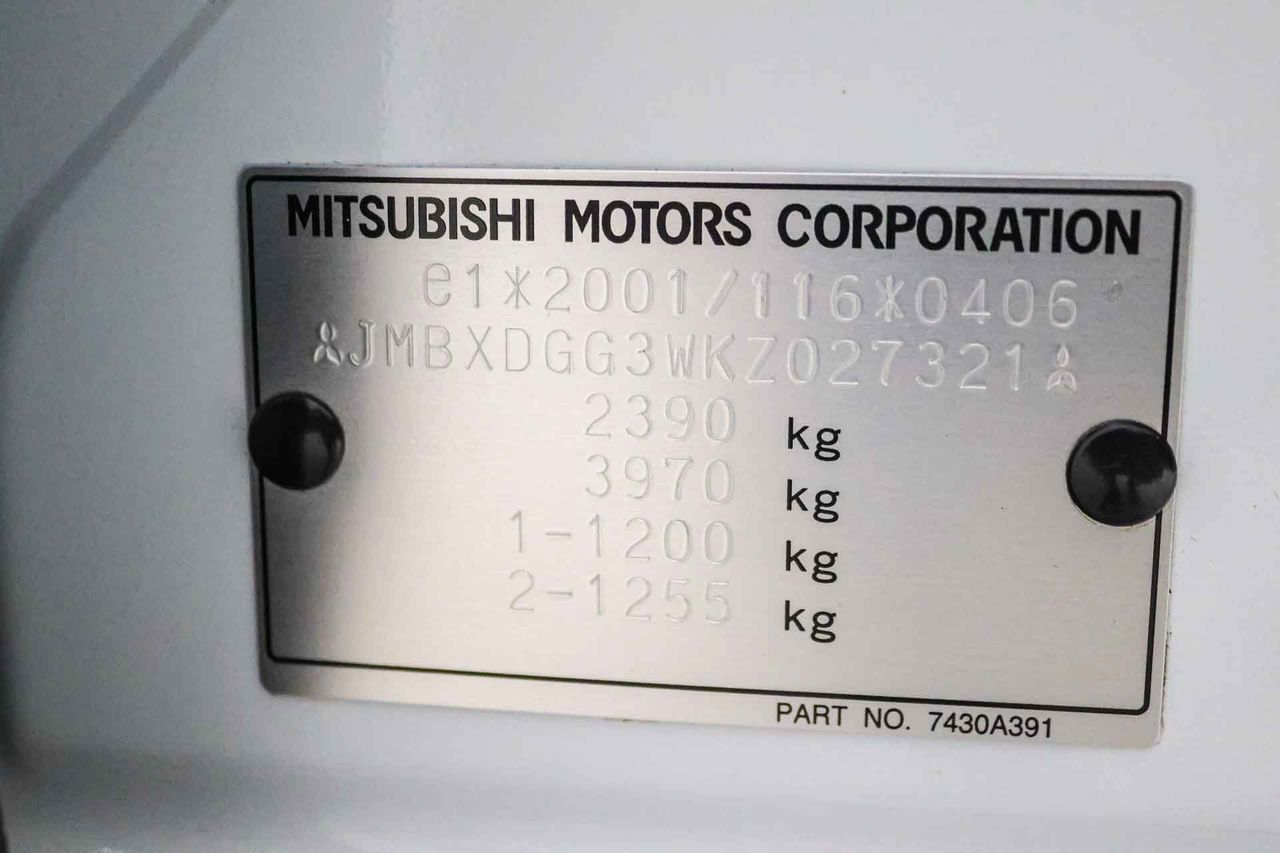 MITSUBISHI MOTORS CORPORATION
e1*2001/116*0406
JMBXDGG3WKZ027321
2390 kg
3970 kg
1-1200 kg
2-1255 kg
PART NO. 7430A391